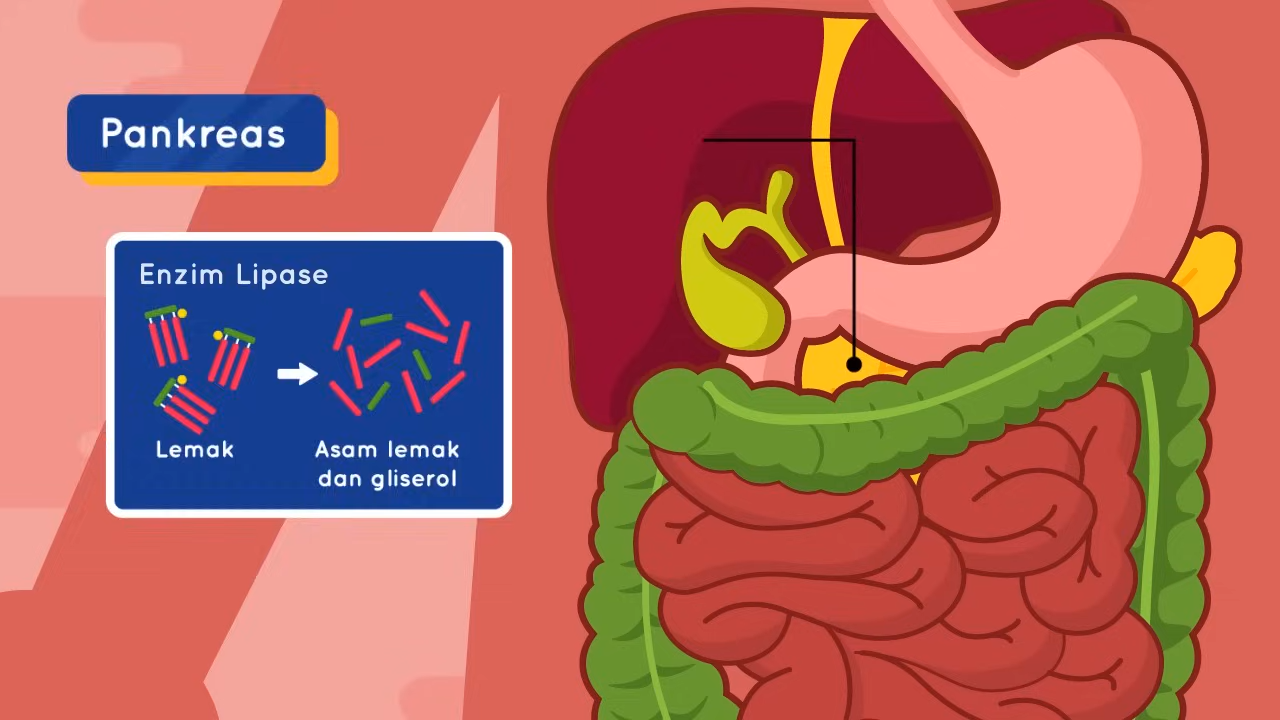 Pankreas
Enzim Lipase
Lemak
Asam lemak
dan gliserol